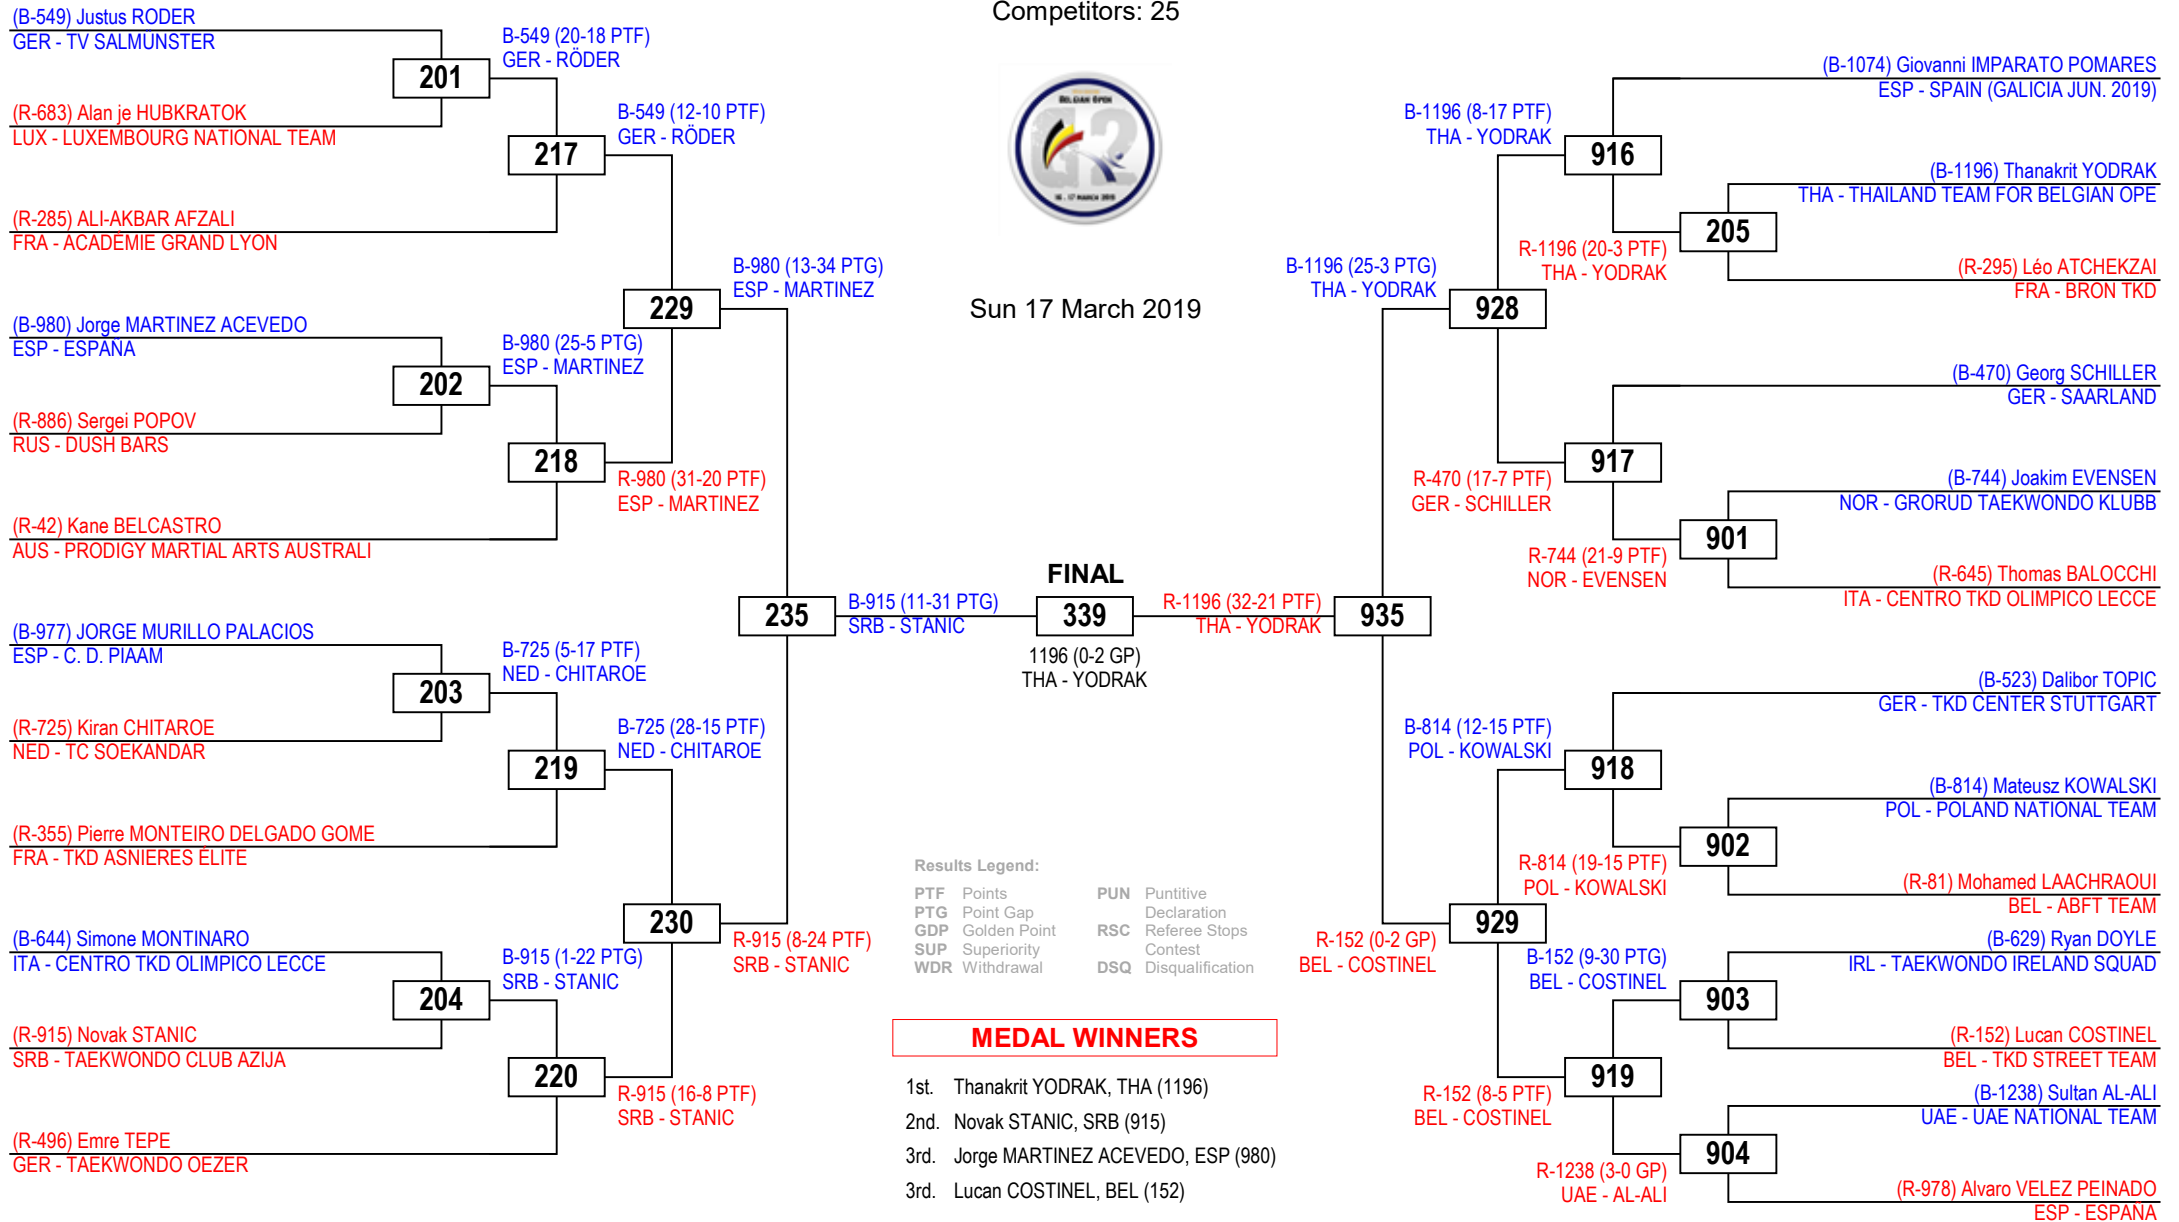 Competitors: 25
BELGIAN OPEN
G2
16 - 17 MARCH 2019
Sun 17 March 2019
(B-549) Justus RODER
GER - TV SALMUNSTER
201
(R-683) Alan je HUBKRATOK
LUX - LUXEMBOURG NATIONAL TEAM
B-549 (20-18 PTF)
GER - RÖDER
217
(R-285) ALI-AKBAR AFZALI
FRA - ACADÉMIE GRAND LYON
B-549 (12-10 PTF)
GER - RÖDER
229
(B-980) Jorge MARTINEZ ACEVEDO
ESP - ESPAÑA
202
(R-886) Sergei POPOV
RUS - DUSH BARS
B-980 (25-5 PTG)
ESP - MARTINEZ
218
(R-42) Kane BELCASTRO
AUS - PRODIGY MARTIAL ARTS AUSTRALI
R-980 (31-20 PTF)
ESP - MARTINEZ
B-980 (13-34 PTG)
ESP - MARTINEZ
235
(B-977) JORGE MURILLO PALACIOS
ESP - C. D. PIAAM
203
(R-725) Kiran CHITAROE
NED - TC SOEKANDAR
B-725 (5-17 PTF)
NED - CHITAROE
219
(R-355) Pierre MONTEIRO DELGADO GOME
FRA - TKD ASNIERES ÉLITE
B-725 (28-15 PTF)
NED - CHITAROE
230
(B-644) Simone MONTINARO
ITA - CENTRO TKD OLIMPICO LECCE
204
(R-915) Novak STANIC
SRB - TAEKWONDO CLUB AZIJA
B-915 (1-22 PTG)
SRB - STANIC
220
(R-496) Emre TEPE
GER - TAEKWONDO OEZER
R-915 (16-8 PTF)
SRB - STANIC
R-915 (8-24 PTF)
SRB - STANIC
B-915 (11-31 PTG)
SRB - STANIC
FINAL
339
1196 (0-2 GP)
THA - YODRAK
R-1196 (32-21 PTF)
THA - YODRAK
935
B-1196 (25-3 PTG)
THA - YODRAK
928
B-1196 (8-17 PTF)
THA - YODRAK
916
(B-1074) Giovanni IMPARATO POMARES
ESP - SPAIN (GALICIA JUN. 2019)
(B-1196) Thanakrit YODRAK
THA - THAILAND TEAM FOR BELGIAN OPE
205
R-1196 (20-3 PTF)
THA - YODRAK
(R-295) Léo ATCHEKZAI
FRA - BRON TKD
(B-470) Georg SCHILLER
GER - SAARLAND
917
R-470 (17-7 PTF)
GER - SCHILLER
(B-744) Joakim EVENSEN
NOR - GRORUD TAEKWONDO KLUBB
901
R-744 (21-9 PTF)
NOR - EVENSEN
(R-645) Thomas BALOCCHI
ITA - CENTRO TKD OLIMPICO LECCE
(B-523) Dalibor TOPIC
GER - TKD CENTER STUTTGART
B-814 (12-15 PTF)
POL - KOWALSKI
918
(B-814) Mateusz KOWALSKI
POL - POLAND NATIONAL TEAM
902
R-814 (19-15 PTF)
POL - KOWALSKI
(R-81) Mohamed LAACHRAOUI
BEL - ABFT TEAM
929
R-152 (0-2 GP)
BEL - COSTINEL
(B-629) Ryan DOYLE
IRL - TAEKWONDO IRELAND SQUAD
B-152 (9-30 PTG)
BEL - COSTINEL
903
(R-152) Lucan COSTINEL
BEL - TKD STREET TEAM
919
R-152 (8-5 PTF)
BEL - COSTINEL
(B-1238) Sultan AL-ALI
UAE - UAE NATIONAL TEAM
904
R-1238 (3-0 GP)
UAE - AL-ALI
(R-978) Alvaro VELEZ PEINADO
ESP - ESPAÑA
Results Legend:
PTF Points
PTG Point Gap
GDP Golden Point
SUP Superiority
WDR Withdrawal
PUN Puntitive
Declaration
RSC Referee Stops
Contest
DSQ Disqualification
MEDAL WINNERS
1st. Thanakrit YODRAK, THA (1196)
2nd. Novak STANIC, SRB (915)
3rd. Jorge MARTINEZ ACEVEDO, ESP (980)
3rd. Lucan COSTINEL, BEL (152)